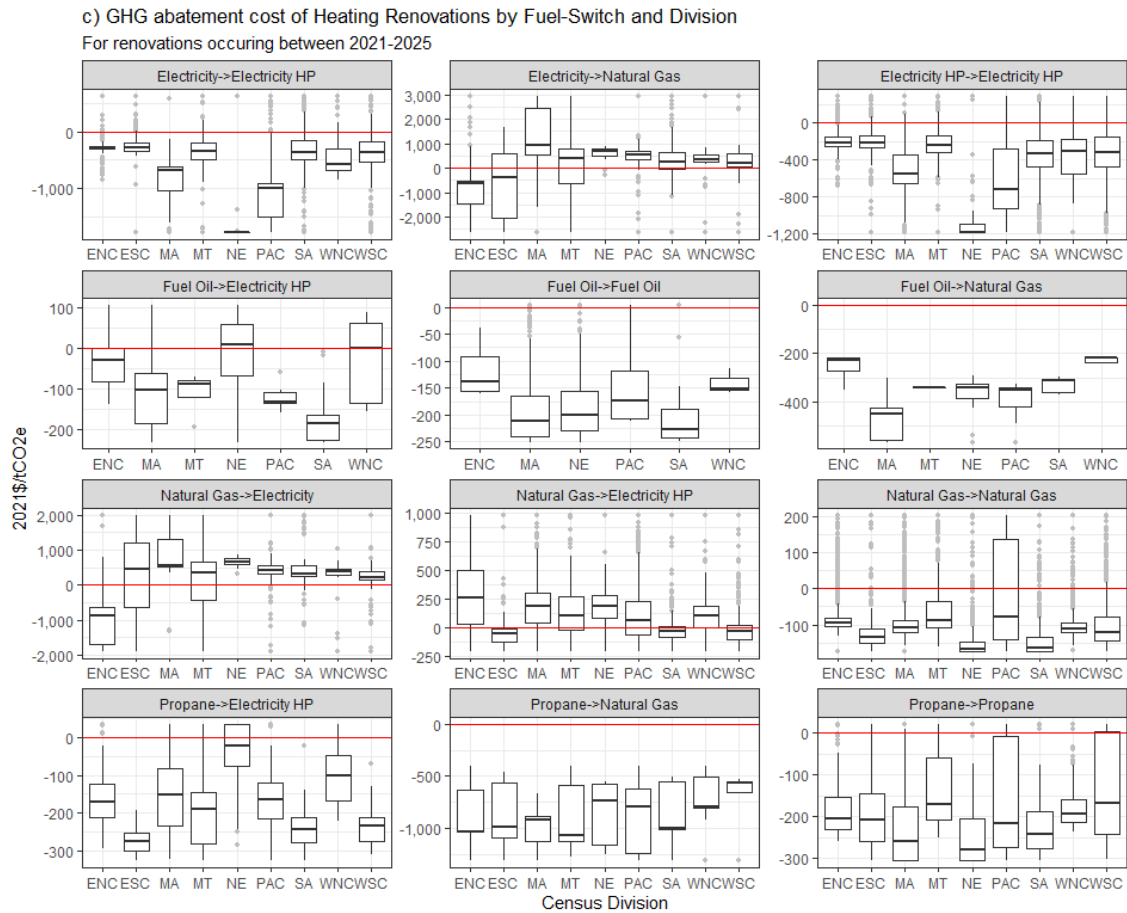 c) GHG abatement cost of Heating Renovations by Fuel-Switch and Division
For renovations occuring between 2021-2025
2021$/tCO2e
Electricity->Electricity HP
0
-1,000
ENC ESC MA MT NE PAC SA WNC WSC
Electricity->Natural Gas
3,000
2,000
1,000
0
-1,000
-2,000
ENC ESC MA MT NE PAC SA WNC WSC
Electricity HP->Electricity HP
0
-400
-800
-1,200
ENC ESC MA MT NE PAC SA WNC WSC
Fuel Oil->Electricity HP
100
0
-100
-200
ENC MA MT NE PAC SA WNC
Fuel Oil->Fuel Oil
0
-50
-100
-150
-200
-250
ENC MA NE PAC SA WNC
Fuel Oil->Natural Gas
0
-200
-400
ENC MA MT NE PAC SA WNC
Natural Gas->Electricity
2,000
1,000
0
-1,000
-2,000
ENC ESC MA MT NE PAC SA WNC WSC
Natural Gas->Electricity HP
1,000
750
500
250
0
-250
ENC ESC MA MT NE PAC SA WNC WSC
Natural Gas->Natural Gas
200
100
0
-100
ENC ESC MA MT NE PAC SA WNC WSC
Propane->Electricity HP
0
-100
-200
-300
ENC ESC MA MT NE PAC SA WNC WSC
Propane->Natural Gas
0
-500
-1,000
ENC ESC MA MT NE PAC SA WNC WSC
Propane->Propane
0
-100
-200
-300
ENC ESC MA MT NE PAC SA WNC WSC
Census Division